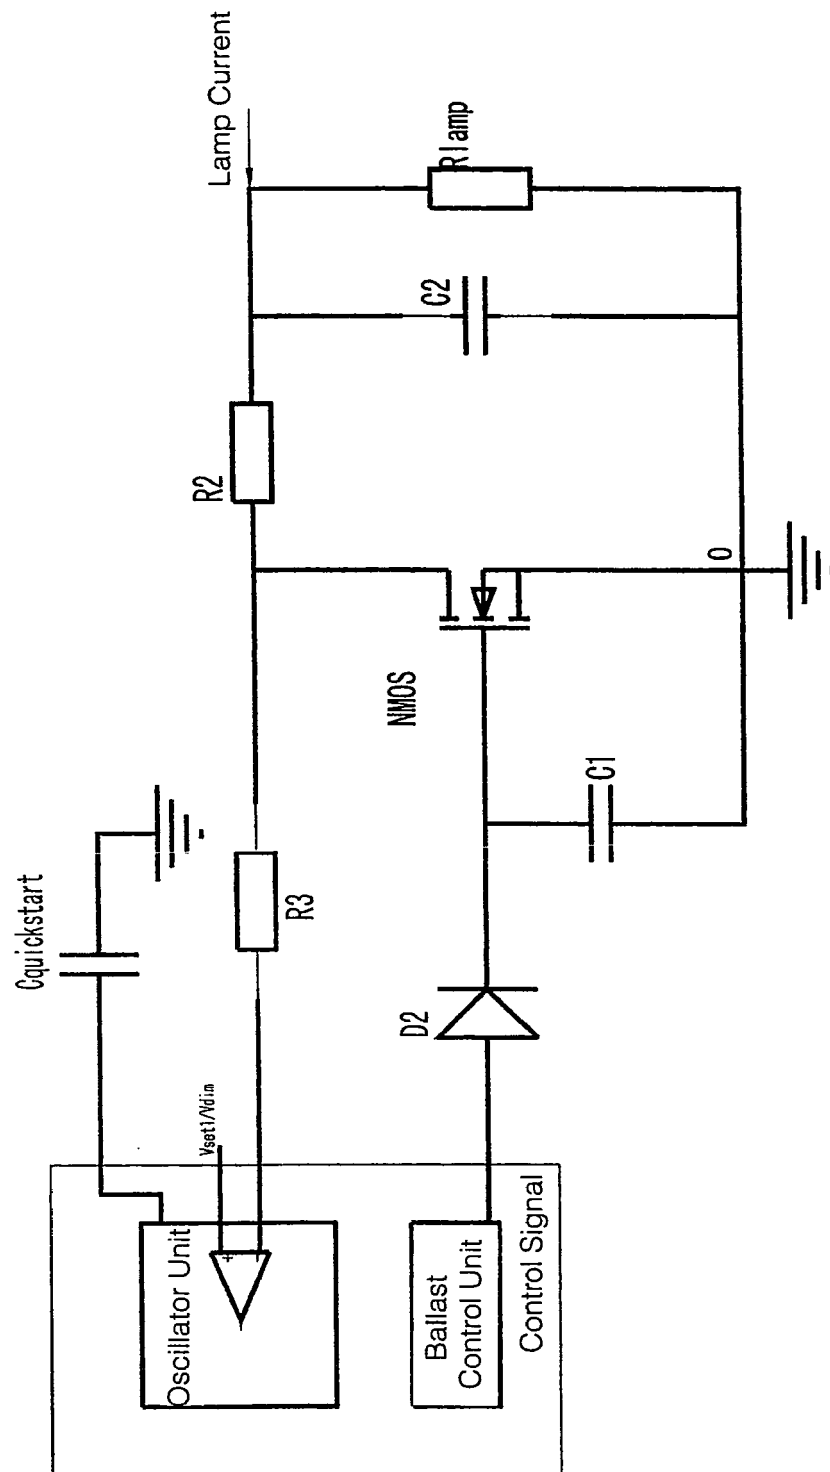 Lamp Current
Rlamp
C2
R2
0
NMOS
C1
Cquickstart
R3
D2
Vset1/Vdim
+
-
Oscillator Unit
Ballast
Control Unit
Control Signal